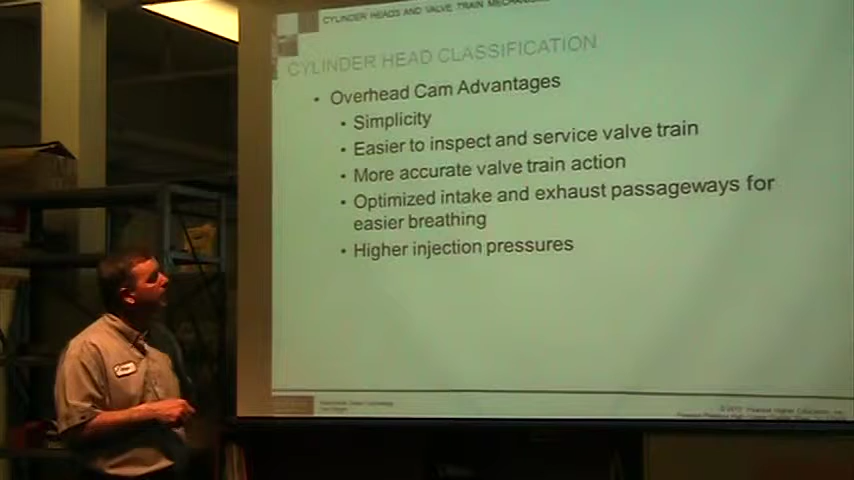 CYLINDER HEADS AND VALVE TRAIN
CYLINDER HEAD CLASSIFICATION
• Overhead Cam Advantages
• Simplicity
• Easier to inspect and service valve train
• More accurate valve train action
• Optimized intake and exhaust passageways for
easier breathing
• Higher injection pressures